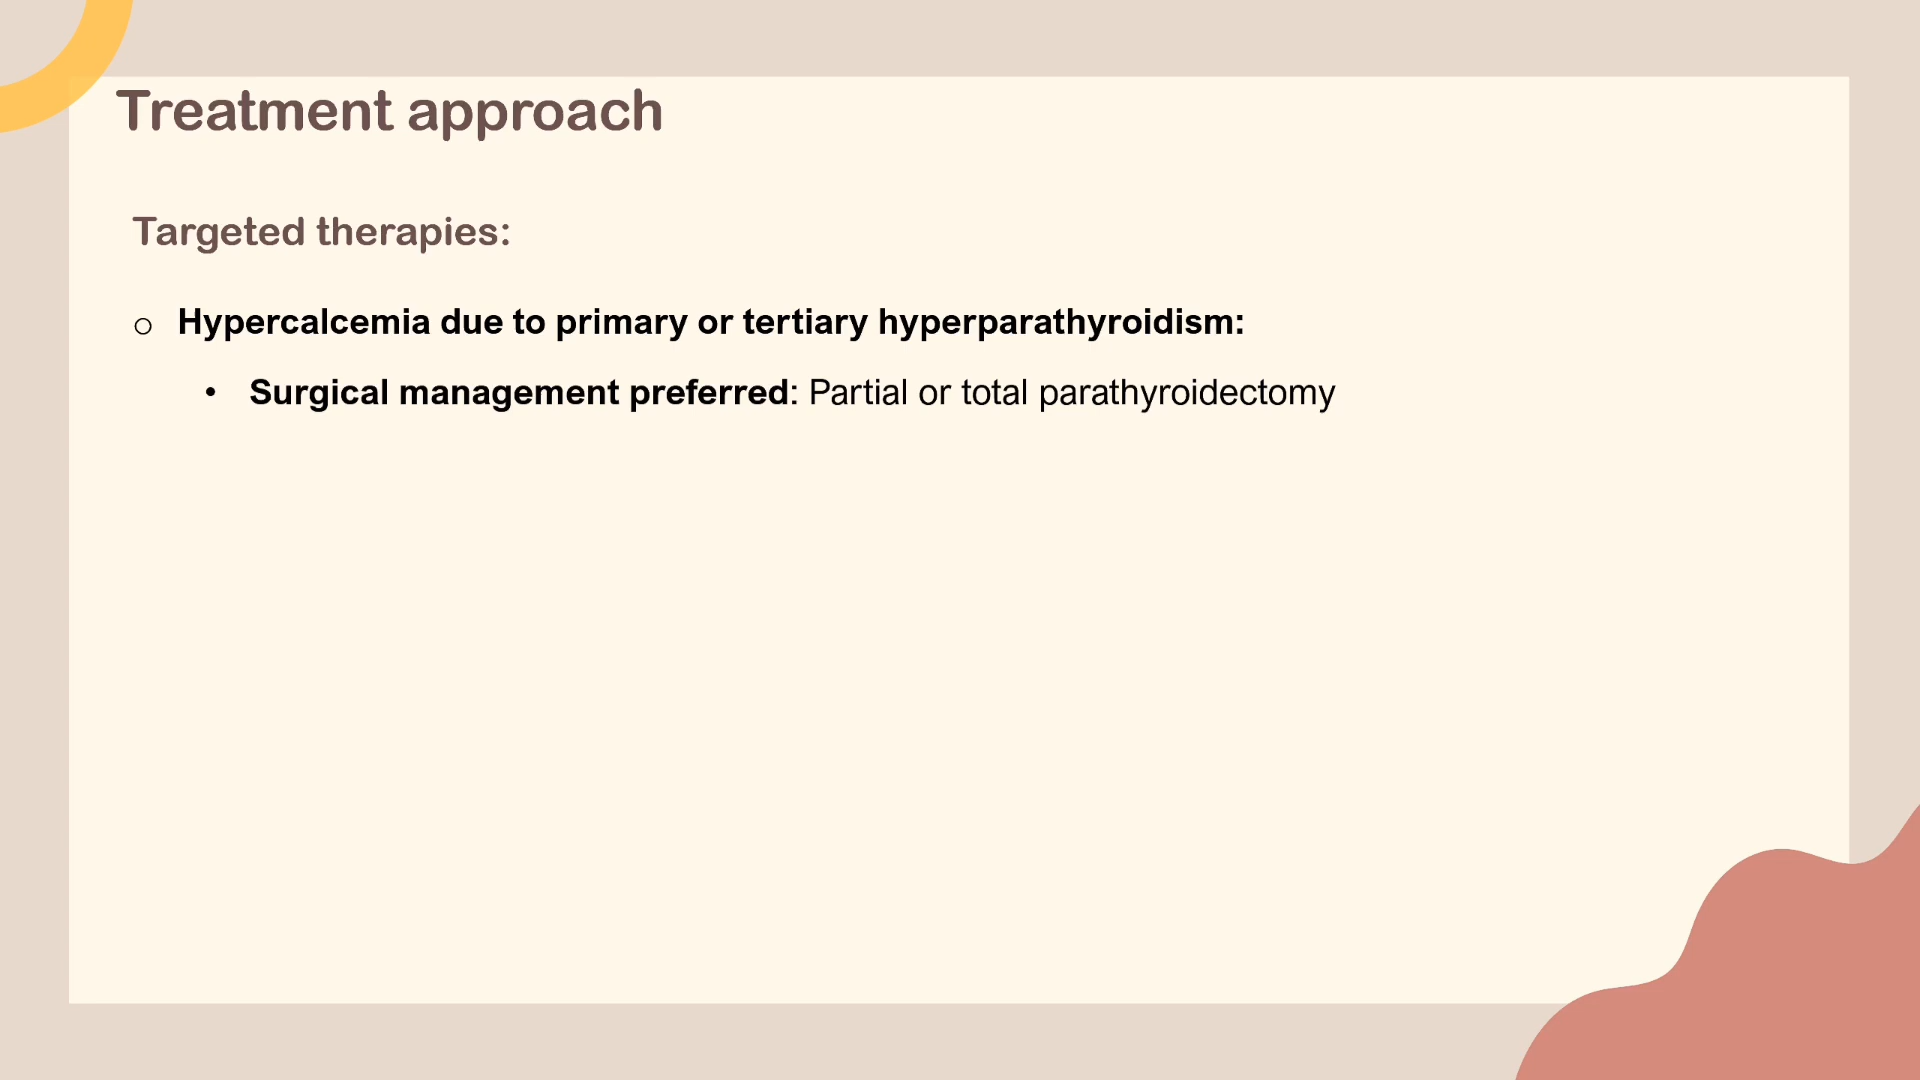 Treatment approach
Targeted therapies:
o Hypercalcemia due to primary or tertiary hyperparathyroidism:
• Surgical management preferred: Partial or total parathyroidectomy